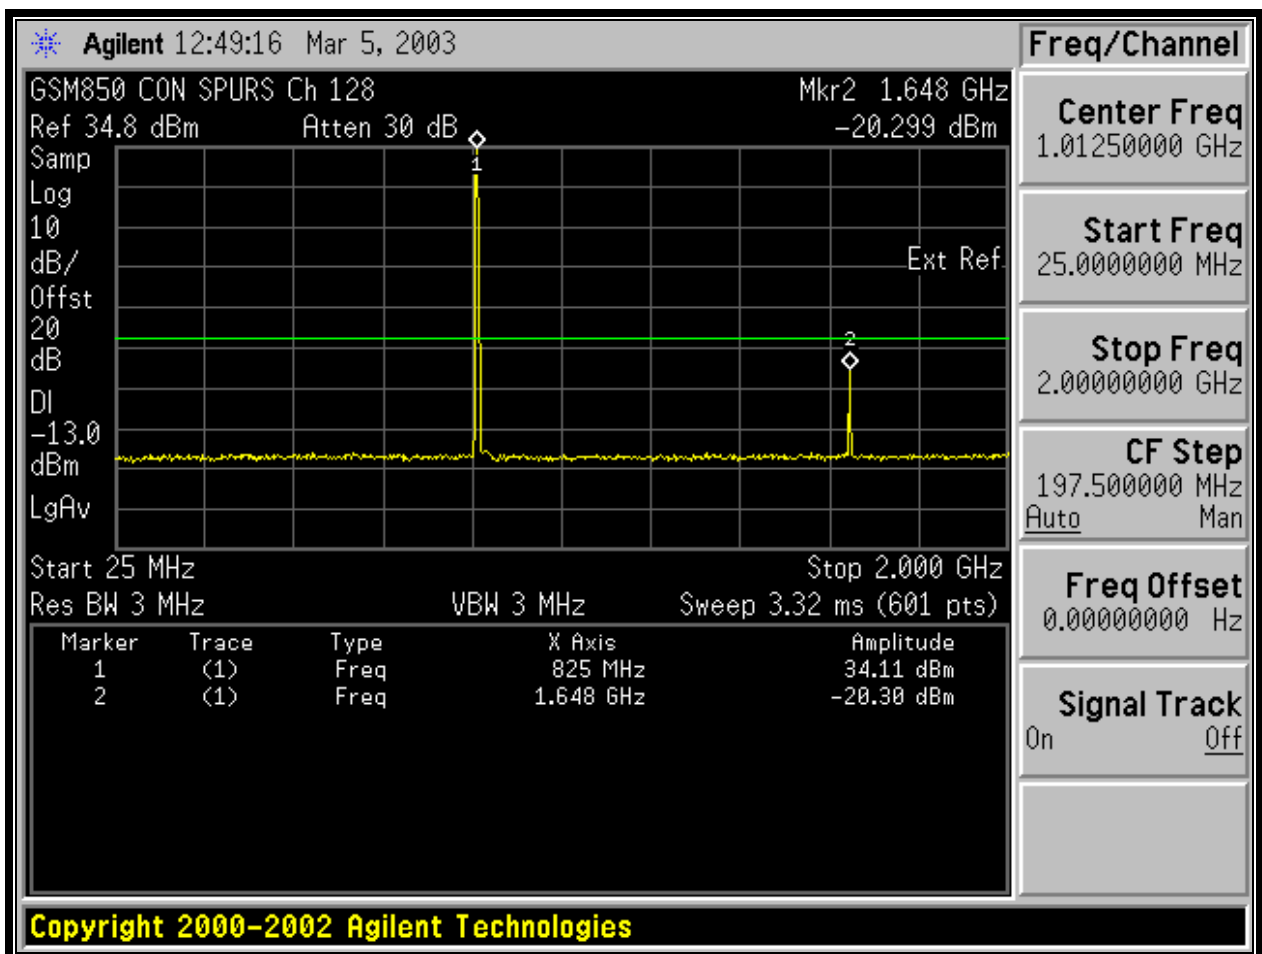 Agilent 12:49:16 Mar 5, 2003
Freq/Channel
GSM850 CON SPURS Ch 128
Mkr2 1.648 GHz
Ref 34.8 dBm Atten 30 dB
-20.299 dBm
Samp
Log
10
dB/
Offst
20
dB
DI
-13.0
dBm
LgAv
1
Ext Ref
2
Start 25 MHz
Stop 2.000 GHz
Res BW 3 MHz VBW 3 MHz Sweep 3.32 ms (601 pts)
Marker Trace Type X Axis Amplitude
1 (1) Freq 825 MHz 34.11 dBm
2 (1) Freq 1.648 GHz -20.30 dBm
Center Freq
1.01250000 GHz
Start Freq
25.0000000 MHz
Stop Freq
2.00000000 GHz
CF Step
197.500000 MHz
Auto Man
Freq Offset
0.00000000 Hz
Signal Track
On Off
Copyright 2000-2002 Agilent Technologies